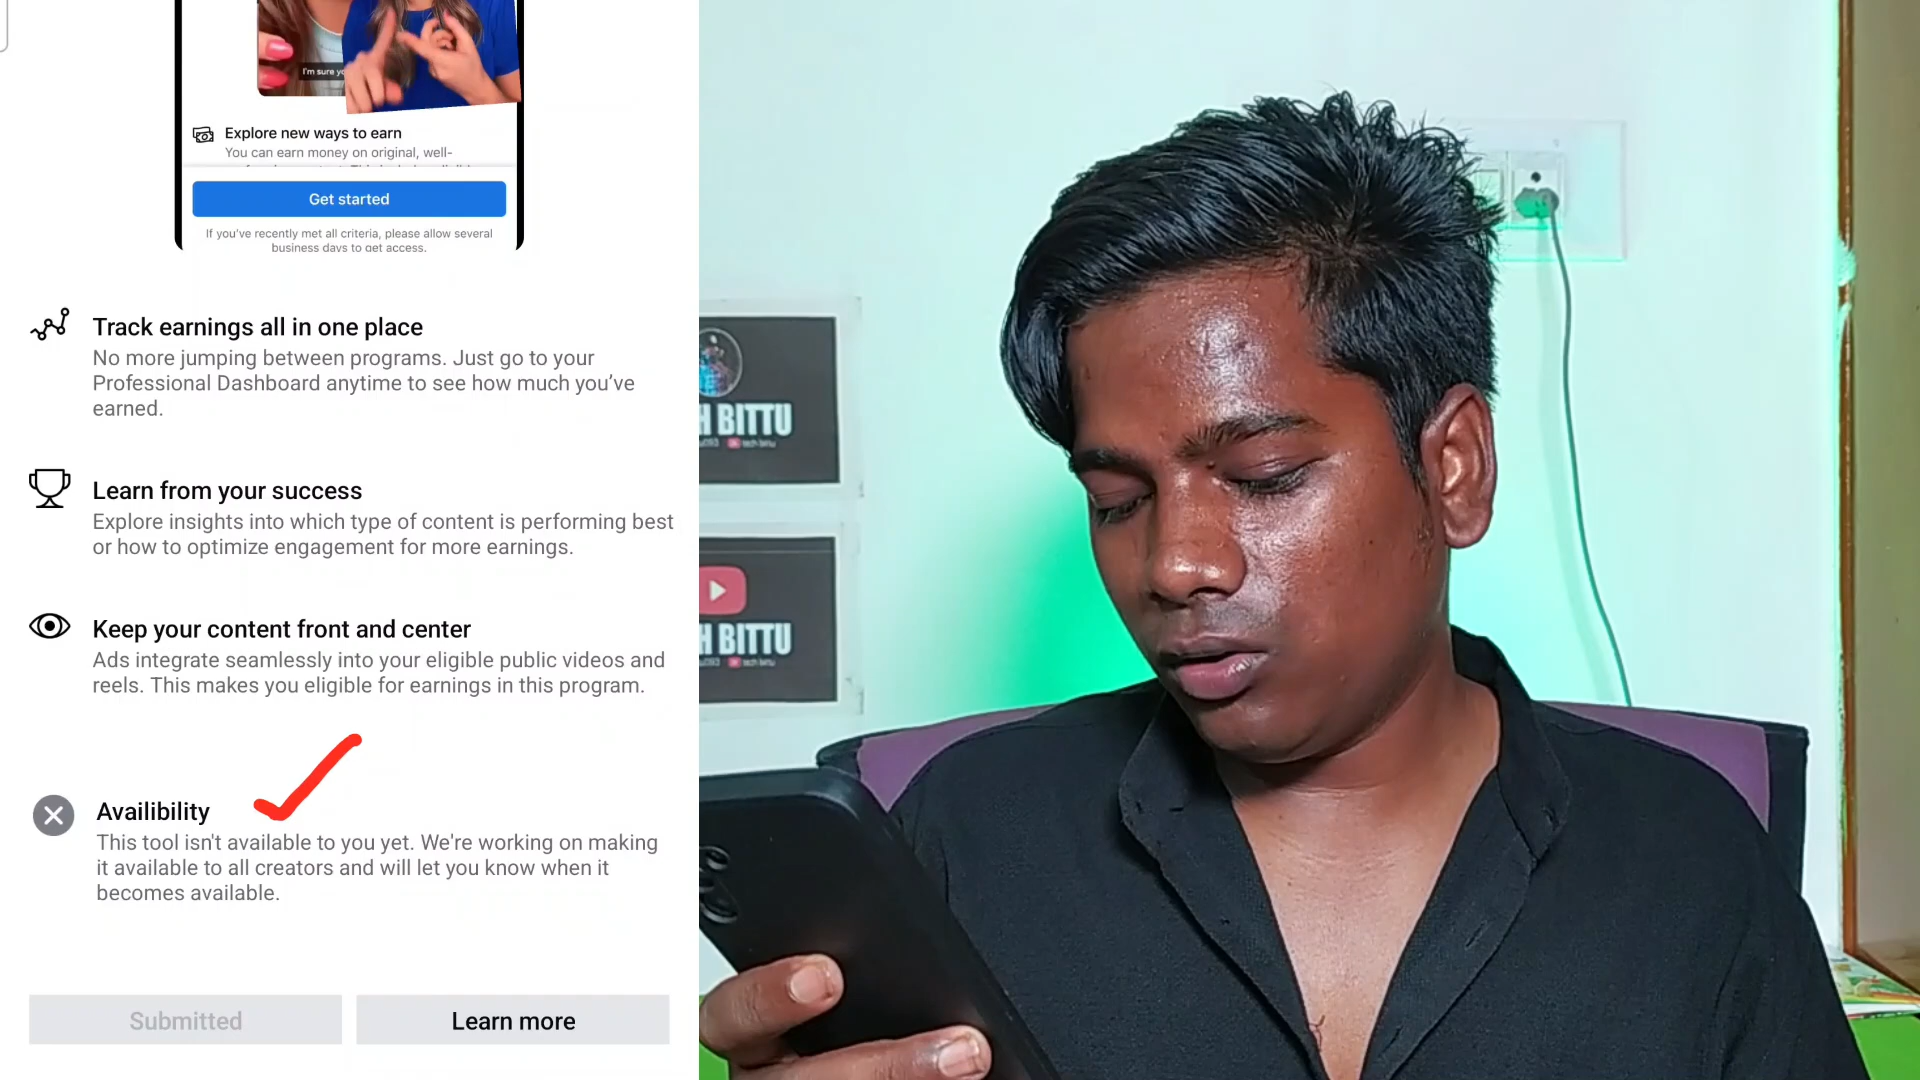 I'm sure yo
Explore new ways to earn
You can earn money on original, well-
Get started
If you've recently met all criteria, please allow several
business days to get access.
Track earnings all in one place
No more jumping between programs. Just go to your
Professional Dashboard anytime to see how much you’ve
earned.
Learn from your success
Explore insights into which type of content is performing best
or how to optimize engagement for more earnings.
Keep your content front and center
Ads integrate seamlessly into your eligible public videos and
reels. This makes you eligible for earnings in this program.
Availibility
This tool isn't available to you yet. We're working on making
it available to all creators and will let you know when it
becomes available.
Submitted
Learn more
H BITTU
tech bittu
H BITTU
tech bittu